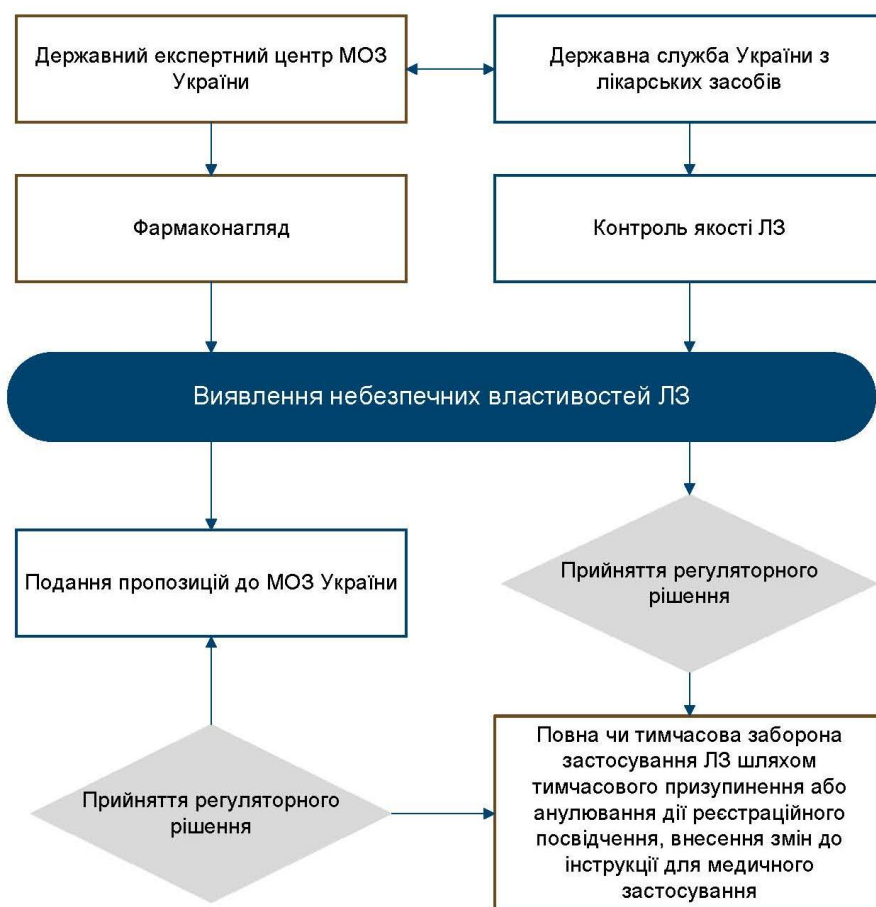 Державний експертний центр МОЗ
України
Державна служба України з
лікарських засобів
Фармаконагляд
Контроль якості ЛЗ
Виявлення небезпечних властивостей ЛЗ
Подання пропозицій до МОЗ України
Прийняття регуляторного
рішення
Прийняття регуляторного
рішення
Повна чи тимчасова заборона
застосування ЛЗ шляхом
тимчасового призупинення або
анулювання дії реєстраційного
посвідчення, внесення змін до
інструкції для медичного
застосування